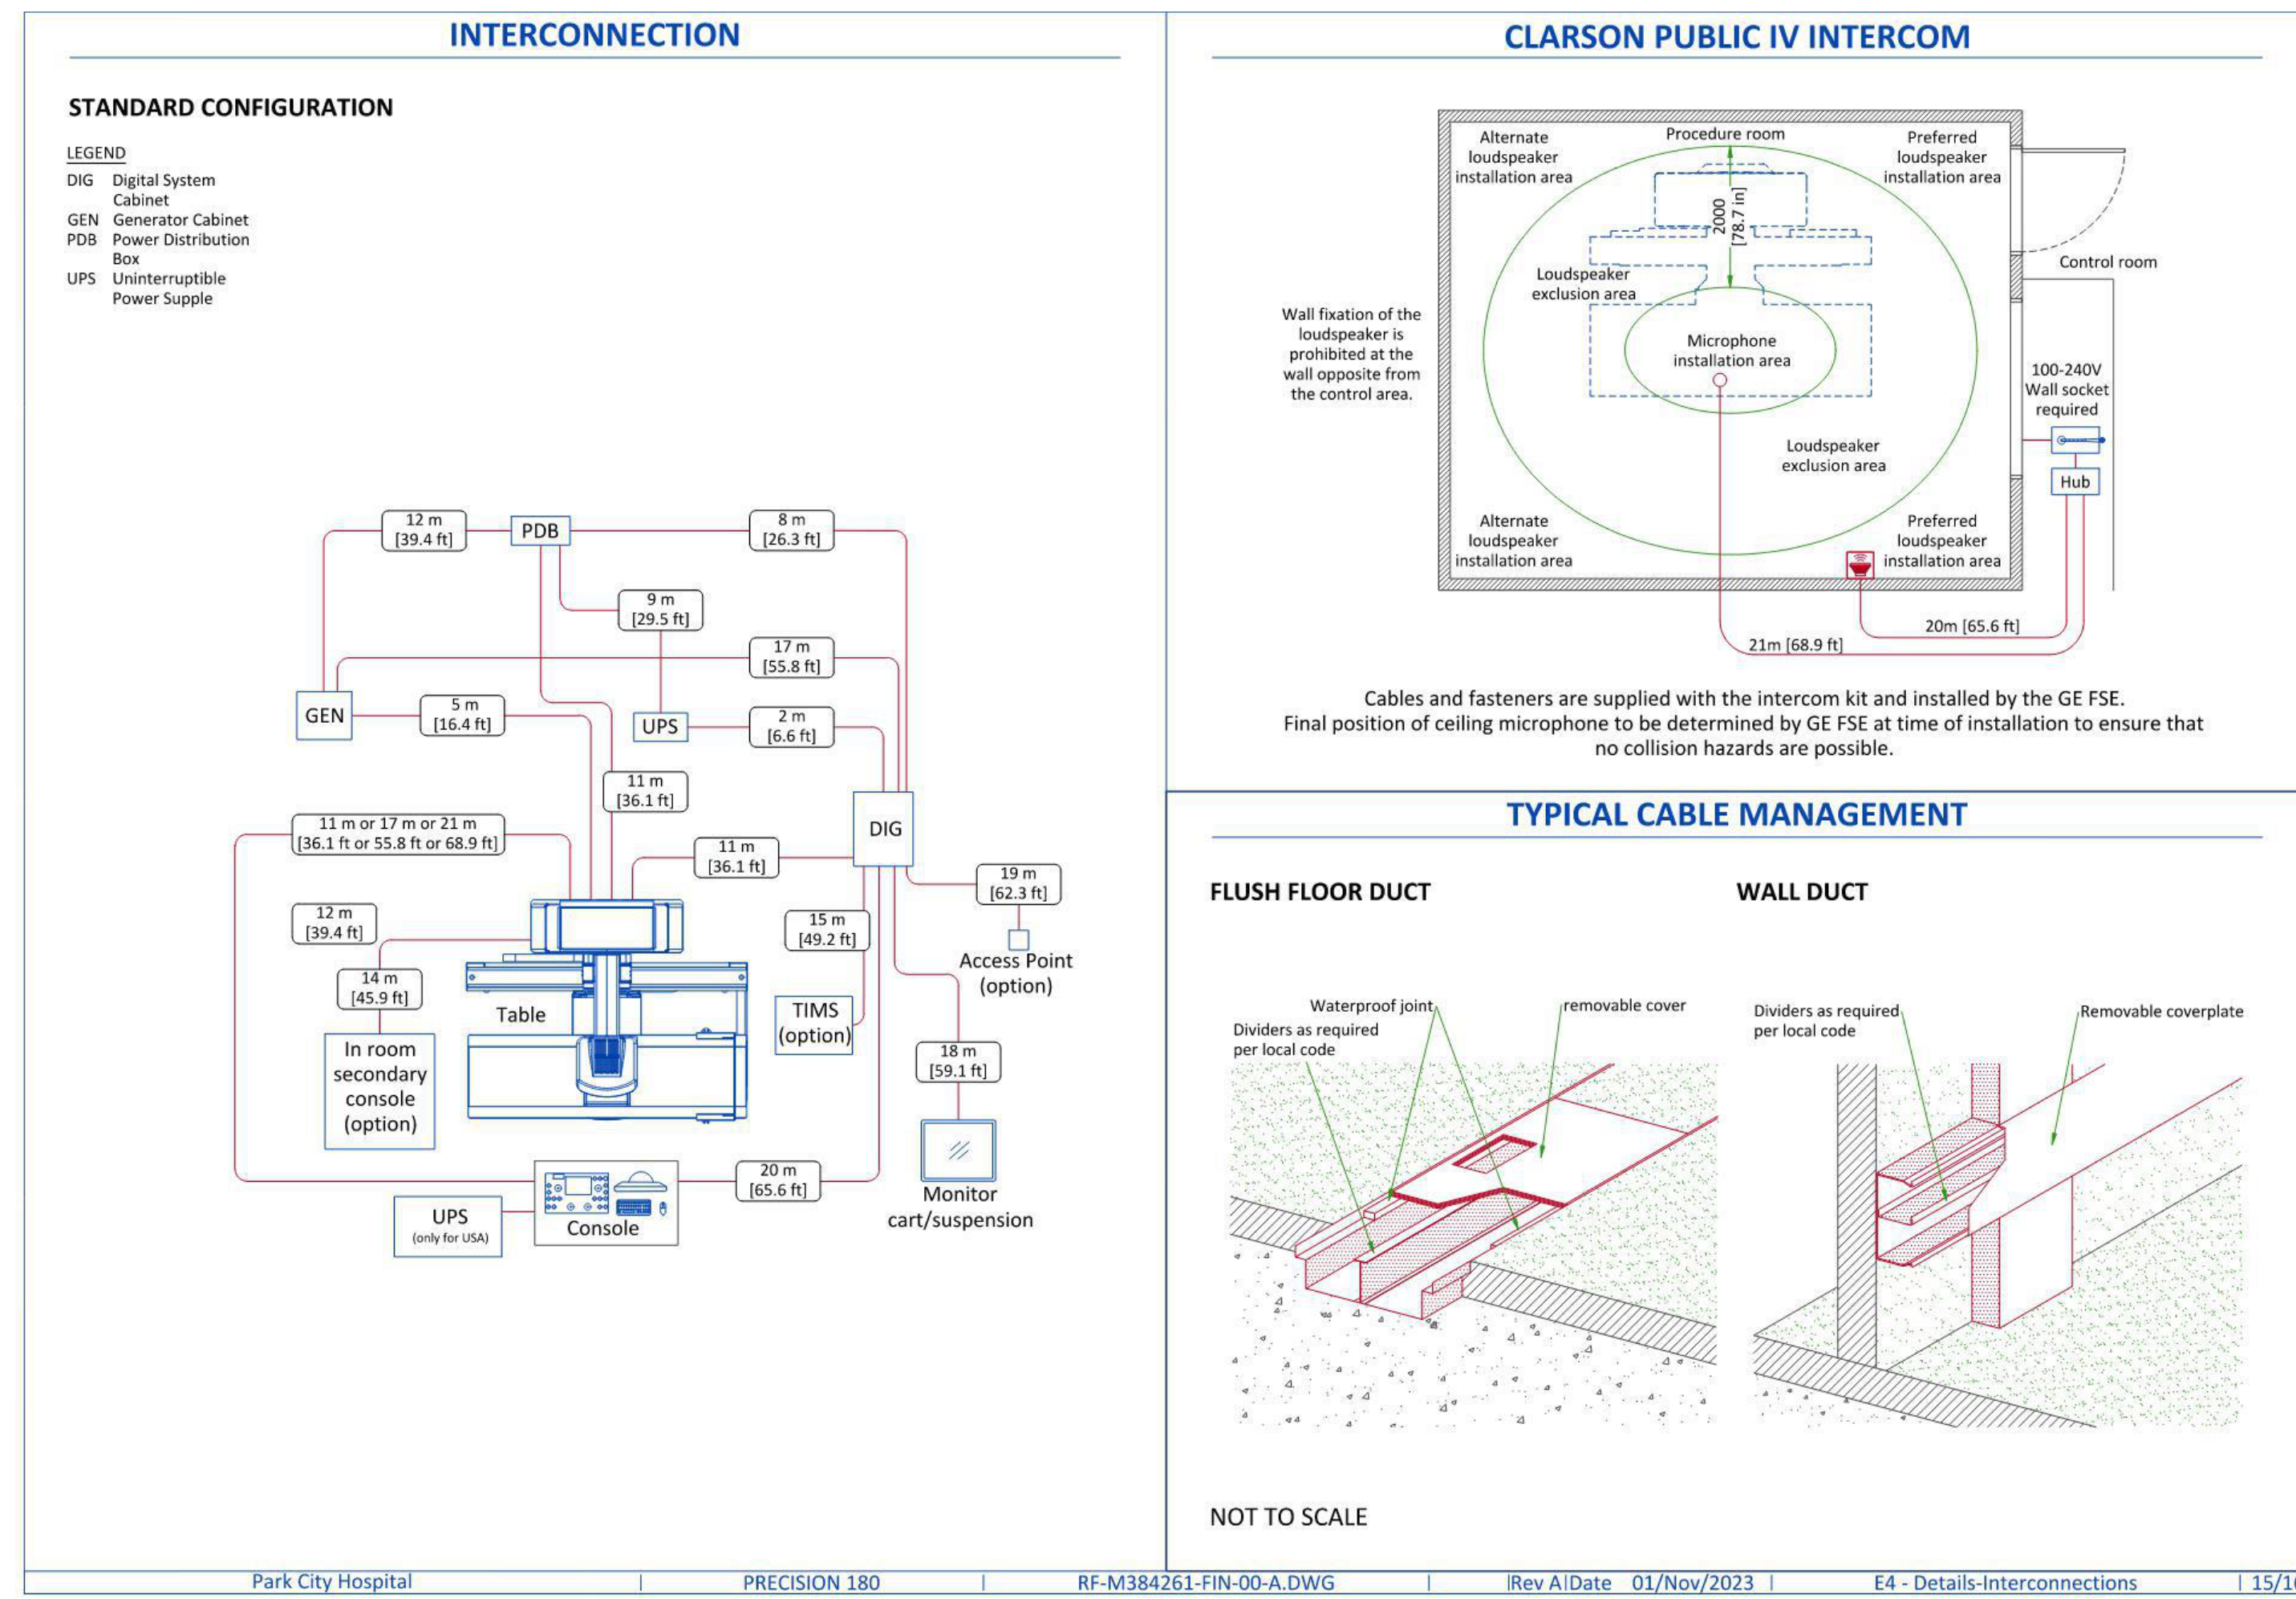 INTERCONNECTION
STANDARD CONFIGURATION
LEGEND
DIG Digital System
Cabinet
GEN Generator Cabinet
PDB Power Distribution
Box
UPS Uninterruptible
Power Supple
12 m
[39.4 ft]
PDB
8 m
[26.3 ft]
9 m
[29.5 ft]
17 m
[55.8 ft]
GEN
5 m
[16.4 ft]
UPS
2 m
[6.6 ft]
11 m
[36.1 ft]
DIG
11 m or 17 m or 21 m
[36.1 ft or 55.8 ft or 68.9 ft]
11 m
[36.1 ft]
19 m
[62.3 ft]
12 m
[39.4 ft]
15 m
[49.2 ft]
Access Point
(option)
14 m
[45.9 ft]
Table
TIMS
(option)
In room
secondary
console
(option)
18 m
[59.1 ft]
20 m
[65.6 ft]
Monitor
cart/suspension
UPS
(only for USA)
Console
CLARSON PUBLIC IV INTERCOM
Alternate
loudspeaker
installation area
Procedure room
Preferred
loudspeaker
installation area
2000
[78.7 in]
Control room
Loudspeaker
exclusion area
Wall fixation of the
loudspeaker is
prohibited at the
wall opposite from
the control area.
Microphone
installation area
100-240V
Wall socket
required
Loudspeaker
exclusion area
Hub
Alternate
loudspeaker
installation area
Preferred
loudspeaker
installation area
20m [65.6 ft]
21m [68.9 ft]
Cables and fasteners are supplied with the intercom kit and installed by the GE FSE.
Final position of ceiling microphone to be determined by GE FSE at time of installation to ensure that
no collision hazards are possible.
TYPICAL CABLE MANAGEMENT
FLUSH FLOOR DUCT
Waterproof joint
removable cover
Dividers as required
per local code
WALL DUCT
Dividers as required
per local code
Removable coverplate
NOT TO SCALE
Park City Hospital | PRECISION 180 | RF-M384261-FIN-00-A.DWG | |Rev A|Date 01/Nov/2023 | E4 - Details-Interconnections | 15/